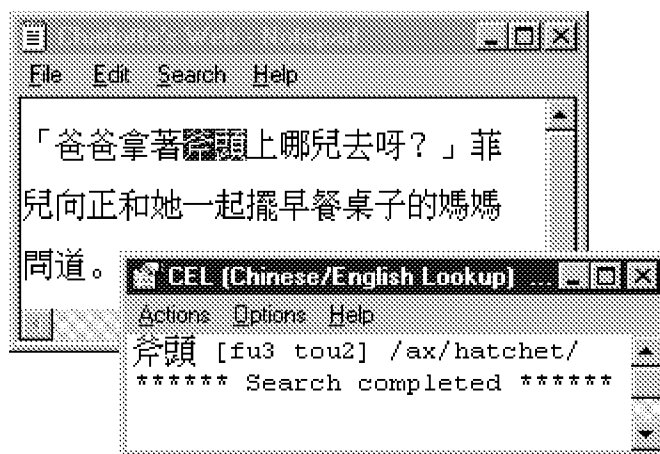 File Edit Search Help
「爸爸拿著斧頭上哪兒去呀？」菲
兒向正和她一起擺早餐桌子的媽媽
問道。
CEL (Chinese/English Lookup) ...
Actions Options Help
斧頭 [fu3 tou2] /ax/hatchet/
****** Search completed ******